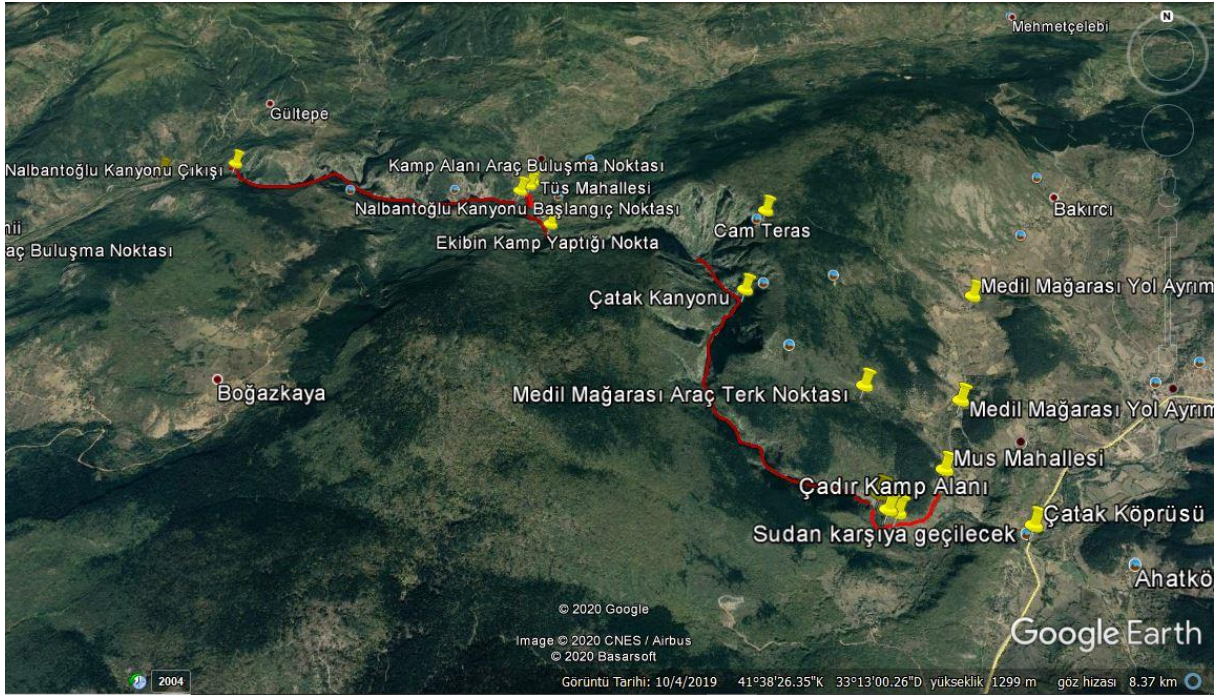 N
Mehmetçelebi
Gültepe
Nalbantoğlu Kanyonu Çıkışı
Kamp Alanı Araç Buluşma Noktası
Tüs Mahallesi
Nalbantoğlu Kanyonu Başlangıç Noktası
Bakırcı
Cam Teras
nii
aç Buluşma Noktası
Ekibin Kamp Yaptığı Nokta
Medil Mağarası Yol Ayrım
Çatak Kanyonu
Boğazkaya
Medil Mağarası Araç Terk Noktası
Medil Mağarası Yol Ayrım
Mus Mahallesi
Çadır Kamp Alanı
Çatak Köprüsü
Sudan karşıya geçilecek
Ahatkö
© 2020 Google
Image © 2020 CNES / Airbus
© 2020 Basarsoft
Google Earth
2004
Görüntü Tarihi: 10/4/2019 41°38'26.35"K 33°13'00.26"D yükseklik 1299 m göz hizası 8.37 km